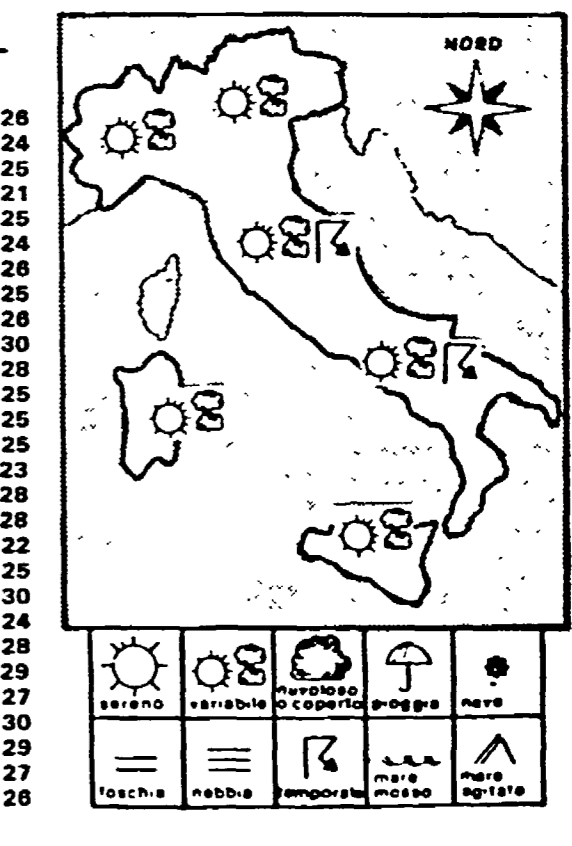 NORD
26
24
25
21
25
24
26
25
26
30
28
25
25
25
23
28
28
22
25
30
24
28
29
27
30
29
27
26
sereno
variabile
nuvoloso
o coperto
pioggia
neve
foschia
nebbia
temporale
mare
mosso
mare
agitato